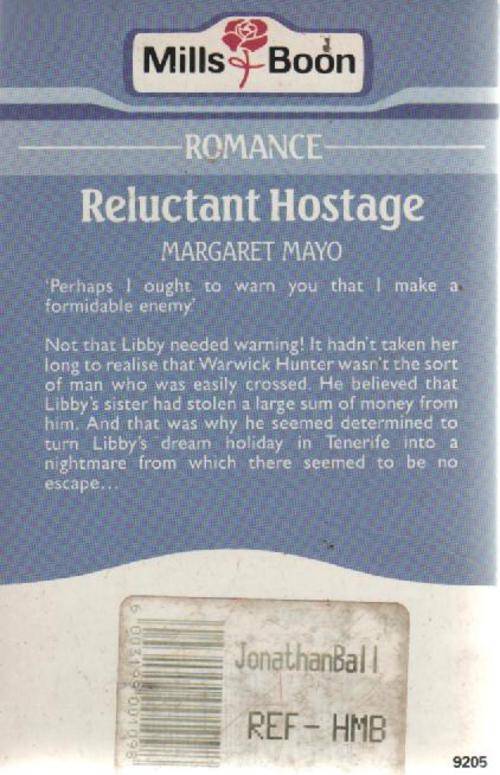 Mills & Boon
ROMANCE
Reluctant Hostage
MARGARET MAYO
'Perhaps I ought to warn you that I make a
formidable enemy.'
Not that Libby needed warning! It hadn't taken her
long to realise that Warwick Hunter wasn't the sort
of man who was easily crossed. He believed that
Libby's sister had stolen a large sum of money from
him. And that was why he seemed determined to
turn Libby's dream holiday in Tenerife into a
nightmare from which there seemed to be no
escape...
JonathanBall
REF- HMB
9205